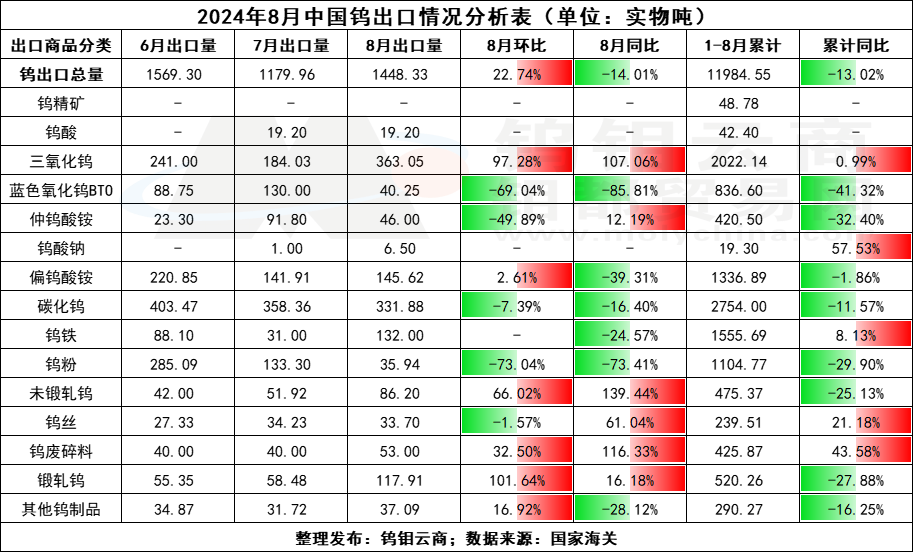 2024年8月中国钨出口情况分析表（单位：实物吨）
出口商品分类 6月出口量 7月出口量 8月出口量 8月环比 8月同比 1-8月累计 累计同比
钨出口总量 1569.30 1179.96 1448.33 22.74% -14.01% 11984.55 -13.02%
钨精矿 - - - - - 48.78 -
钨酸 - 19.20 19.20 - - 42.40 -
三氧化钨 241.00 184.03 363.05 97.28% 107.06% 2022.14 0.99%
蓝色氧化钨BTO 88.75 130.00 40.25 -69.04% -85.81% 836.60 -41.32%
仲钨酸铵 23.30 91.80 46.00 -49.89% 12.19% 420.50 -32.40%
钨酸钠 - 1.00 6.50 - - 19.30 57.53%
偏钨酸铵 220.85 141.91 145.62 2.61% -39.31% 1336.89 -1.86%
碳化钨 403.47 358.36 331.88 -7.39% -16.40% 2754.00 -11.57%
钨铁 88.10 31.00 132.00 - -24.57% 1555.69 8.13%
钨粉 285.09 133.30 35.94 -73.04% -73.41% 1104.77 -29.90%
未锻轧钨 42.00 51.92 86.20 66.02% 139.44% 475.37 -25.13%
钨丝 27.33 34.23 33.70 -1.57% 61.04% 239.51 21.18%
钨废碎料 40.00 40.00 53.00 32.50% 116.33% 425.87 43.58%
锻轧钨 55.35 58.48 117.91 101.64% 16.18% 520.26 -27.88%
其他钨制品 34.87 31.72 37.09 16.92% -28.12% 290.27 -16.25%
整理发布：钨钼云商；数据来源：国家海关
钨钼云商
www.molychina.com